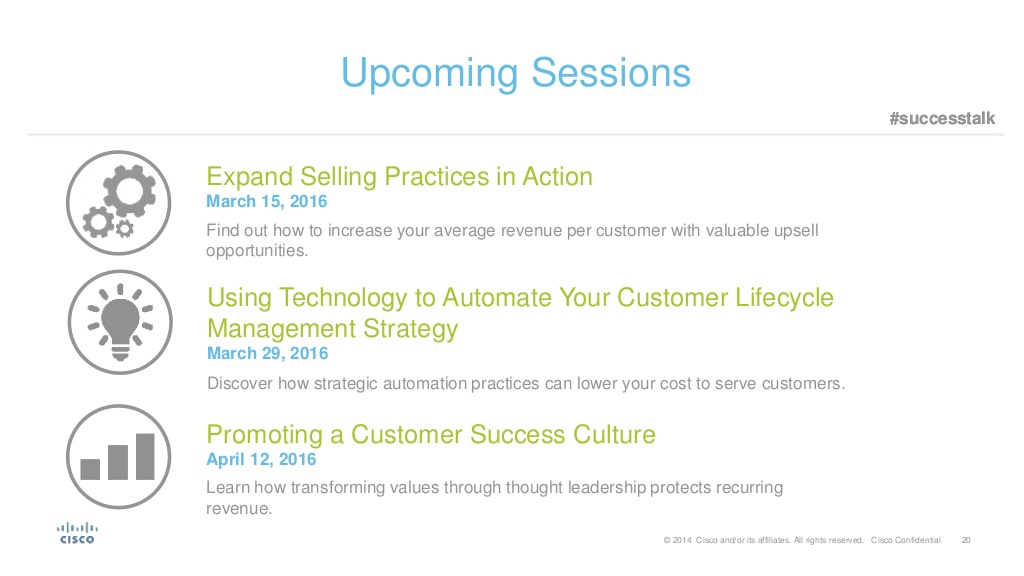 Upcoming Sessions
#successtalk
Expand Selling Practices in Action
March 15, 2016
Find out how to increase your average revenue per customer with valuable upsell
opportunities.
Using Technology to Automate Your Customer Lifecycle
Management Strategy
March 29, 2016
Discover how strategic automation practices can lower your cost to serve customers.
Promoting a Customer Success Culture
April 12, 2016
Learn how transforming values through thought leadership protects recurring
revenue.
CISCO
© 2014 Cisco and/or its affiliates. All rights reserved. Cisco Confidential 20